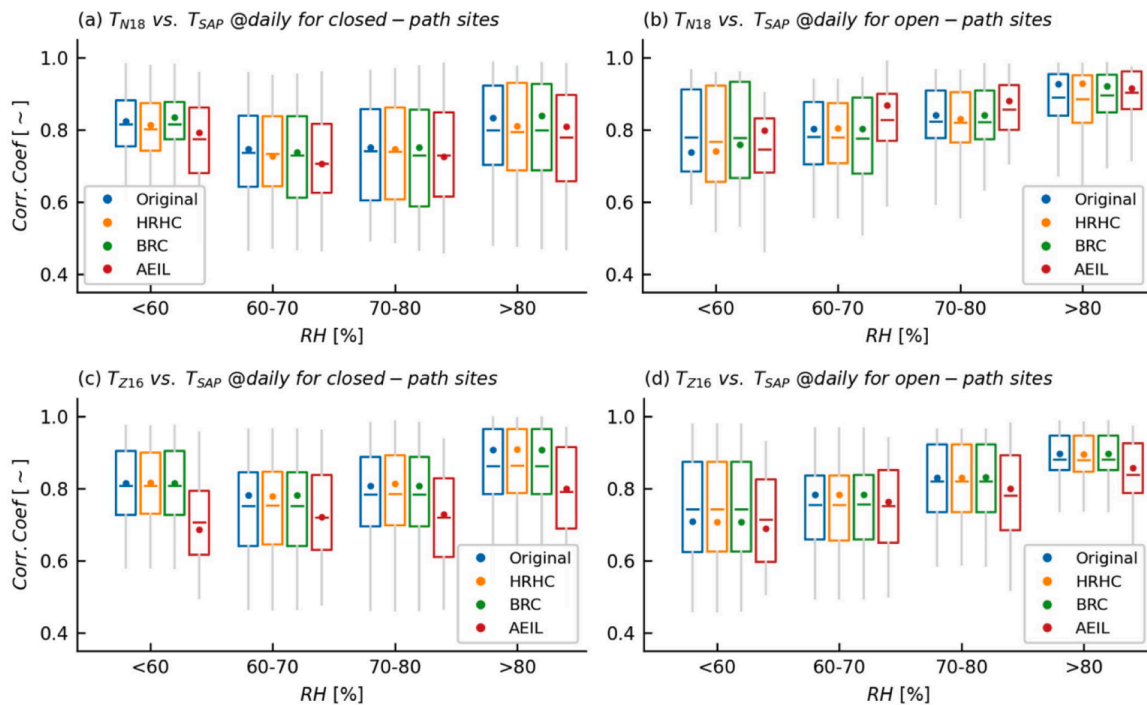 (a) T_N18 vs. T_SAP @daily for closed − path sites
1.0
0.8
0.6
0.4
Corr. Coef [ ~ ]
Original
HRHC
BRC
AEIL
<60
60-70
70-80
>80
RH [%]
(b) T_N18 vs. T_SAP @daily for open − path sites
1.0
0.8
0.6
0.4
Original
HRHC
BRC
AEIL
<60
60-70
70-80
>80
RH [%]
(c) T_Z16 vs. T_SAP @daily for closed − path sites
1.0
0.8
0.6
0.4
Corr. Coef [ ~ ]
Original
HRHC
BRC
AEIL
<60
60-70
70-80
>80
RH [%]
(d) T_Z16 vs. T_SAP @daily for open − path sites
1.0
0.8
0.6
0.4
Original
HRHC
BRC
AEIL
<60
60-70
70-80
>80
RH [%]